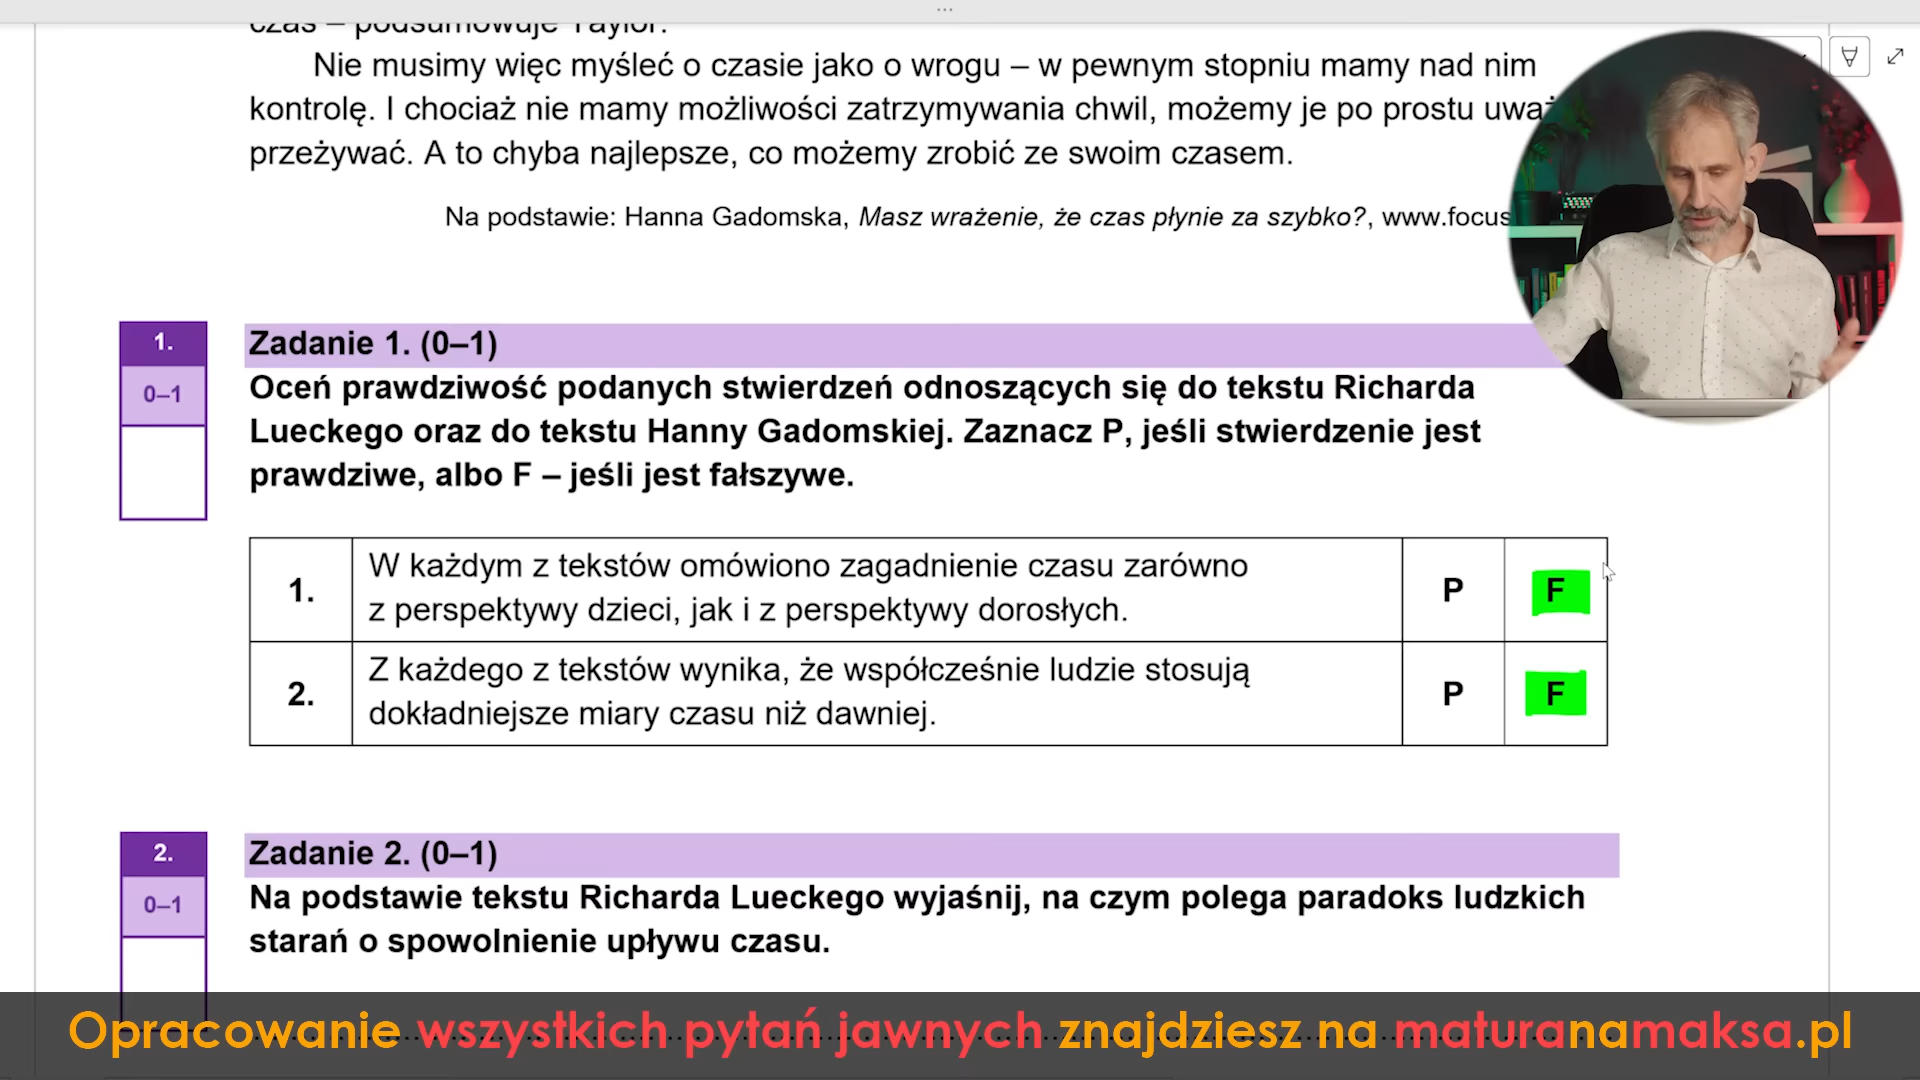 czas – podsumowuje Taylor.
Nie musimy więc myśleć o czasie jako o wrogu – w pewnym stopniu mamy nad nim
kontrolę. I chociaż nie mamy możliwości zatrzymywania chwil, możemy je po prostu
przeżywać. A to chyba najlepsze, co możemy zrobić ze swoim czasem.
Na podstawie: Hanna Gadomska, Masz wrażenie, że czas płynie za szybko?, www.focus
1.
Zadanie 1. (0–1)
0–1
Oceń prawdziwość podanych stwierdzeń odnoszących się do tekstu Richarda
Lueckego oraz do tekstu Hanny Gadomskiej. Zaznacz P, jeśli stwierdzenie jest
prawdziwe, albo F – jeśli jest fałszywe.
1.
W każdym z tekstów omówiono zagadnienie czasu zarówno
z perspektywy dzieci, jak i z perspektywy dorosłych.
P
F
2.
Z każdego z tekstów wynika, że współcześnie ludzie stosują
dokładniejsze miary czasu niż dawniej.
P
F
2.
Zadanie 2. (0–1)
0–1
Na podstawie tekstu Richarda Lueckego wyjaśnij, na czym polega paradoks ludzkich
starań o spowolnienie upływu czasu.
Opracowanie wszystkich pytań jawnych znajdziesz na maturanamaksa.pl